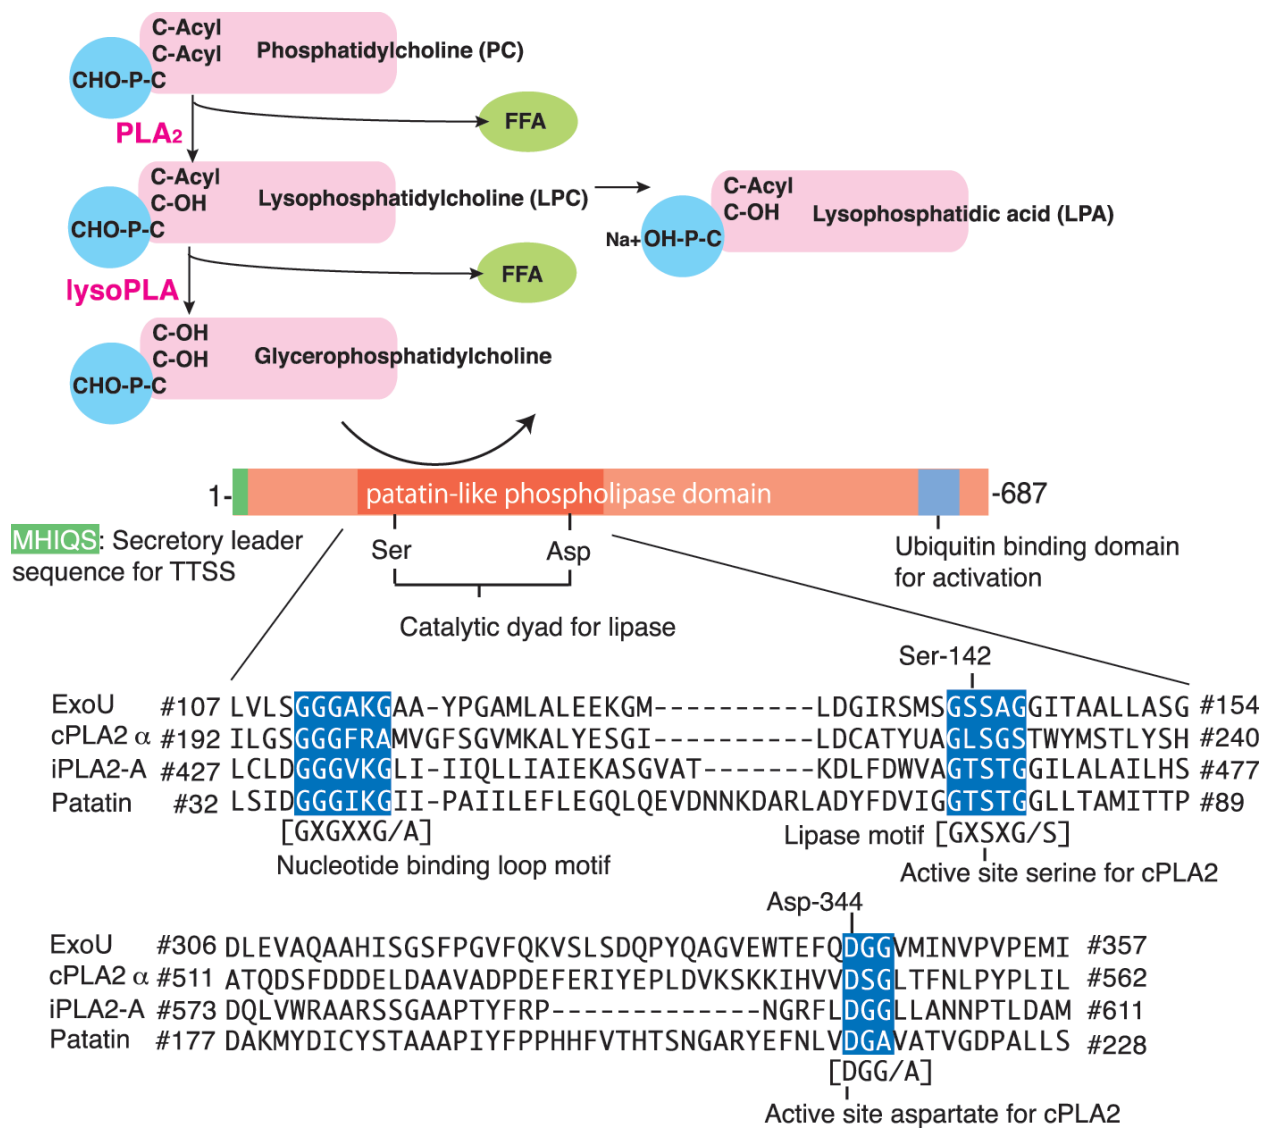 C-Acyl
C-Acyl
CHO-P-C
Phosphatidylcholine (PC)
PLA2
FFA
C-Acyl
C-OH
CHO-P-C
Lysophosphatidylcholine (LPC)
C-Acyl
C-OH
Na+ OH-P-C
Lysophosphatidic acid (LPA)
lysoPLA
FFA
C-OH
C-OH
CHO-P-C
Glycerophosphatidylcholine
1- patatin-like phospholipase domain -687
MHIQS: Secretory leader
sequence for TTSS
Ser Asp
Catalytic dyad for lipase
Ubiquitin binding domain
for activation
Ser-142
ExoU #107 LVLSGGGAKGAA-YPGAMLALEEKGM----------LDGIRSMSGSSAGGITAALLASG #154
cPLA2 α #192 ILGSGGGFRAMVGFSGVMKALYESGI----------LDCATYUAGLSGSTWYMSTLYSH #240
iPLA2-A #427 LCLDGGGVKGLI-IIQLLIAIEKASGVAT-------KDLFDWVAGTSTGGILALAILHS #477
Patatin #32 LSIDGGGIKGII-PAIILEFLEGQLQEVDNNKDARLADYFDVIGGTSTGGLLTAMITTP #89
[GXGXXG/A]
Nucleotide binding loop motif
Lipase motif [GXSXG/S]
Active site serine for cPLA2
Asp-344
ExoU #306 DLEVAQAAHISGSFPGVFQKVSLSDQPYQAGVEWTEFQDGGVMINVPVPEMI #357
cPLA2 α #511 ATQDSFDDDELDAAVADPDEFERIYEPLDVKSKKIHVVDSGLTFNLPYPLIL #562
iPLA2-A #573 DQLVWRAARSSGAAPTYFRP-------------NGRFLDGGLLANNPTLDAM #611
Patatin #177 DAKMYDICYSTAAAPIYFPPHHFVTHTSNGARYEFNLVDGAVATVGDPALLS #228
[DGG/A]
Active site aspartate for cPLA2